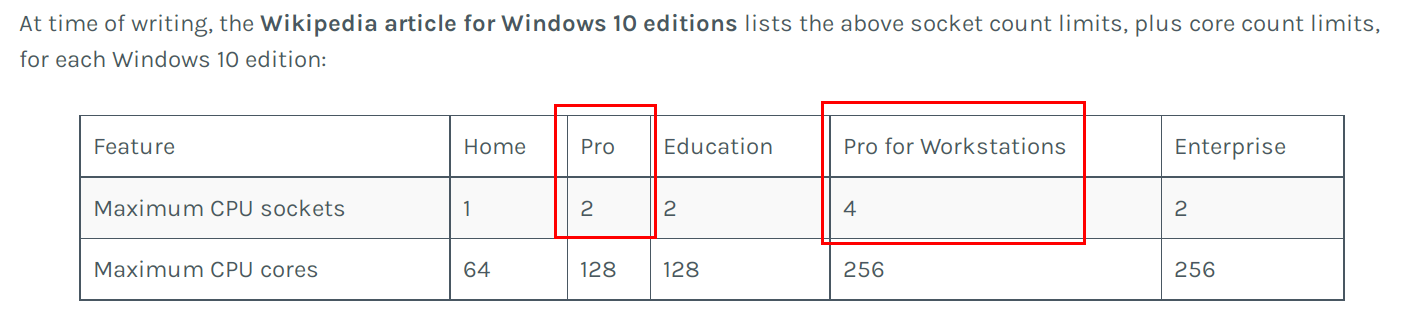 At time of writing, the Wikipedia article for Windows 10 editions lists the above socket count limits, plus core count limits,
for each Windows 10 edition:
Feature Home Pro Education Pro for Workstations Enterprise
Maximum CPU sockets 1 2 2 4 2
Maximum CPU cores 64 128 128 256 256